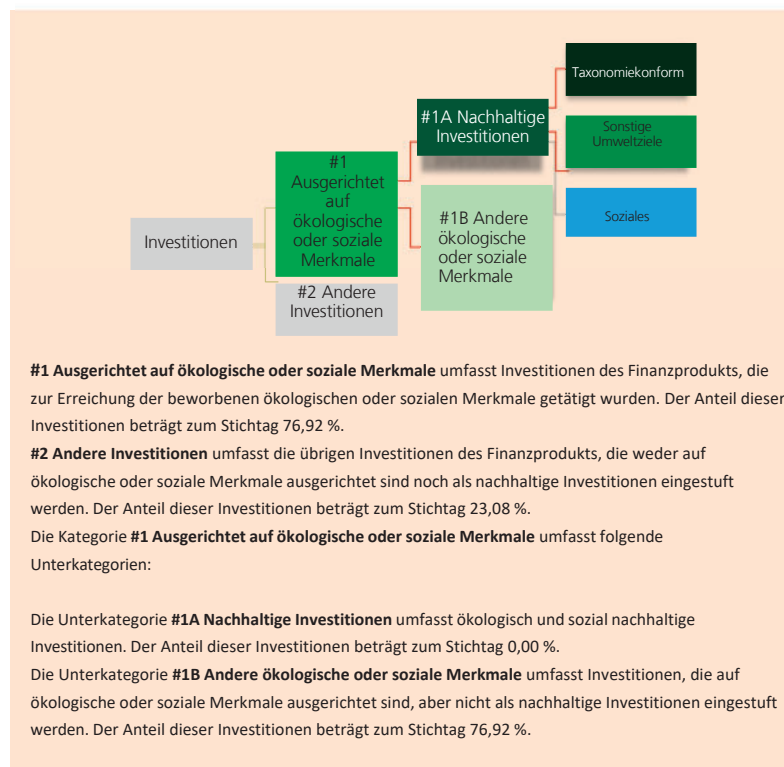 Taxonomiekonform
#1A Nachhaltige
Investitionen
Sonstige
Umweltziele
#1
Ausgerichtet
auf
ökologische
oder soziale
Merkmale
#1B Andere
ökologische
oder soziale
Merkmale
Soziales
Investitionen
#2 Andere
Investitionen
#1 Ausgerichtet auf ökologische oder soziale Merkmale umfasst Investitionen des Finanzprodukts, die
zur Erreichung der beworbenen ökologischen oder sozialen Merkmale getätigt wurden. Der Anteil dieser
Investitionen beträgt zum Stichtag 76,92 %.
#2 Andere Investitionen umfasst die übrigen Investitionen des Finanzprodukts, die weder auf
ökologische oder soziale Merkmale ausgerichtet sind noch als nachhaltige Investitionen eingestuft
werden. Der Anteil dieser Investitionen beträgt zum Stichtag 23,08 %.
Die Kategorie #1 Ausgerichtet auf ökologische oder soziale Merkmale umfasst folgende
Unterkategorien:
Die Unterkategorie #1A Nachhaltige Investitionen umfasst ökologisch und sozial nachhaltige
Investitionen. Der Anteil dieser Investitionen beträgt zum Stichtag 0,00 %.
Die Unterkategorie #1B Andere ökologische oder soziale Merkmale umfasst Investitionen, die auf
ökologische oder soziale Merkmale ausgerichtet sind, aber nicht als nachhaltige Investitionen eingestuft
werden. Der Anteil dieser Investitionen beträgt zum Stichtag 76,92 %.